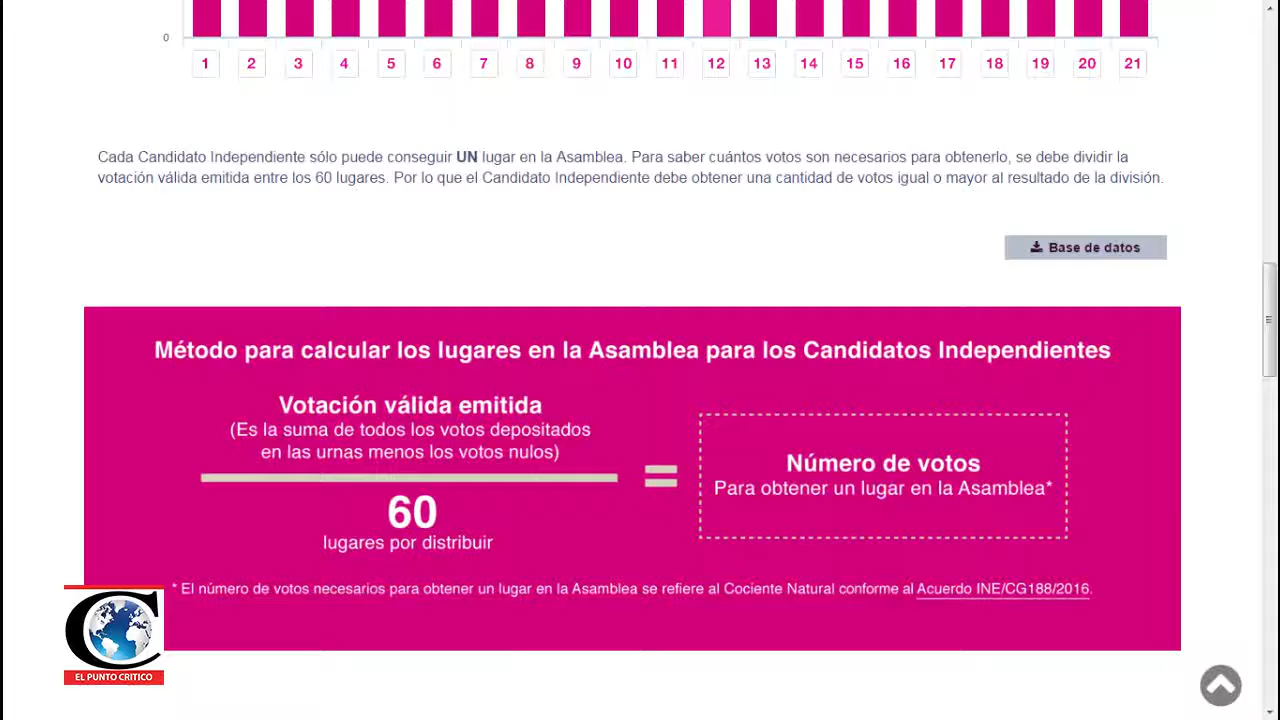 0
1 2 3 4 5 6 7 8 9 10 11 12 13 14 15 16 17 18 19 20 21
Cada Candidato Independiente sólo puede conseguir UN lugar en la Asamblea. Para saber cuántos votos son necesarios para obtenerlo, se debe dividir la
votación válida emitida entre los 60 lugares. Por lo que el Candidato Independiente debe obtener una cantidad de votos igual o mayor al resultado de la división.
Base de datos
Método para calcular los lugares en la Asamblea para los Candidatos Independientes
Votación válida emitida
(Es la suma de todos los votos depositados
en las urnas menos los votos nulos)
60
lugares por distribuir
=
Número de votos
Para obtener un lugar en la Asamblea*
* El número de votos necesarios para obtener un lugar en la Asamblea se refiere al Cociente Natural conforme al Acuerdo INE/CG188/2016.
C
EL PUNTO CRITICO